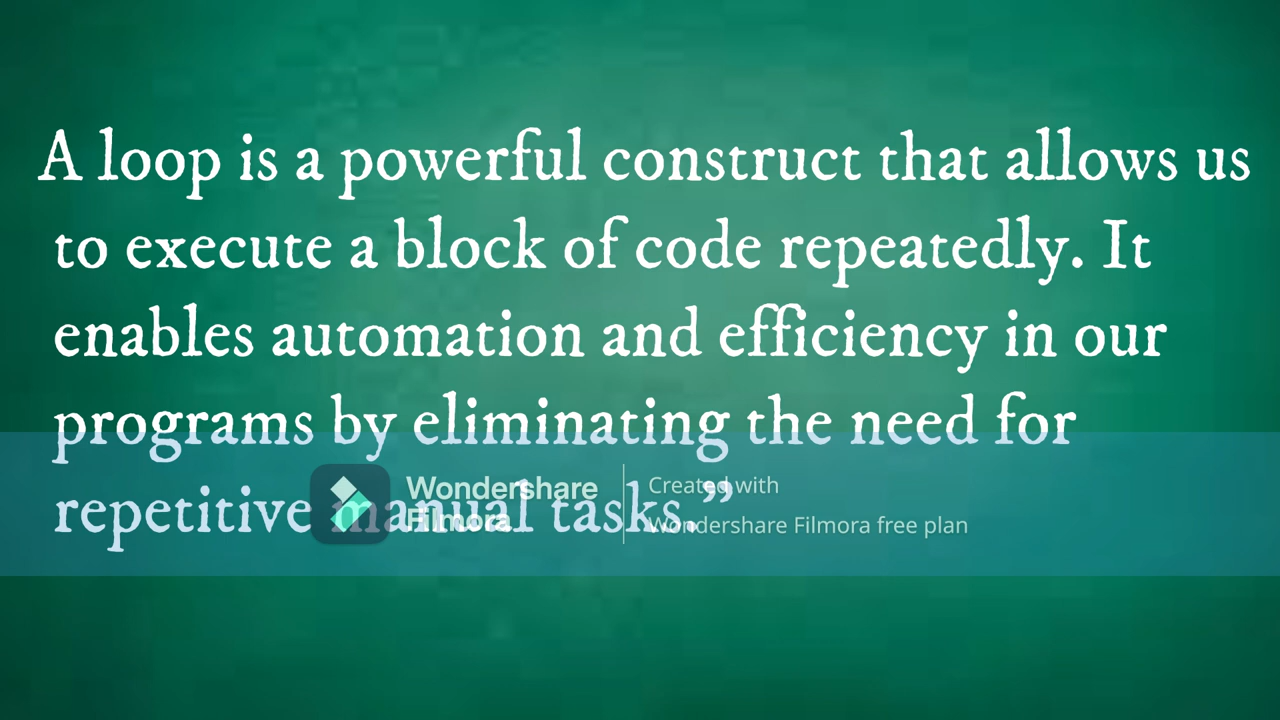 A loop is a powerful construct that allows us
to execute a block of code repeatedly. It
enables automation and efficiency in our
programs by eliminating the need for
repetitive manual tasks.”
Wondershare
Filmora
Created with
Wondershare Filmora free plan